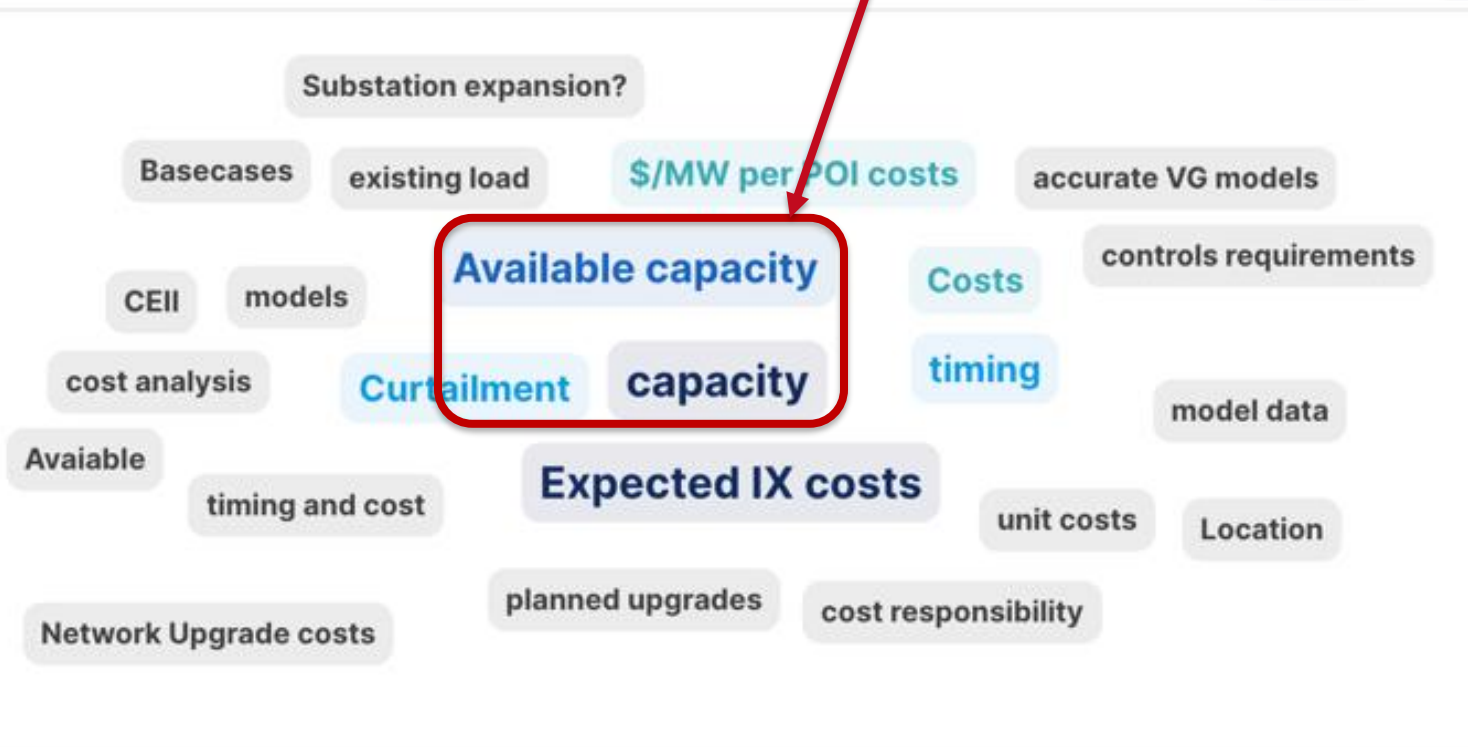 Substation expansion?
Basecases
existing load
$/MW per POI costs
accurate VG models
Available capacity
Costs
controls requirements
CEII
models
cost analysis
Curtailment
capacity
timing
model data
Avaiable
timing and cost
Expected IX costs
unit costs
Location
planned upgrades
cost responsibility
Network Upgrade costs